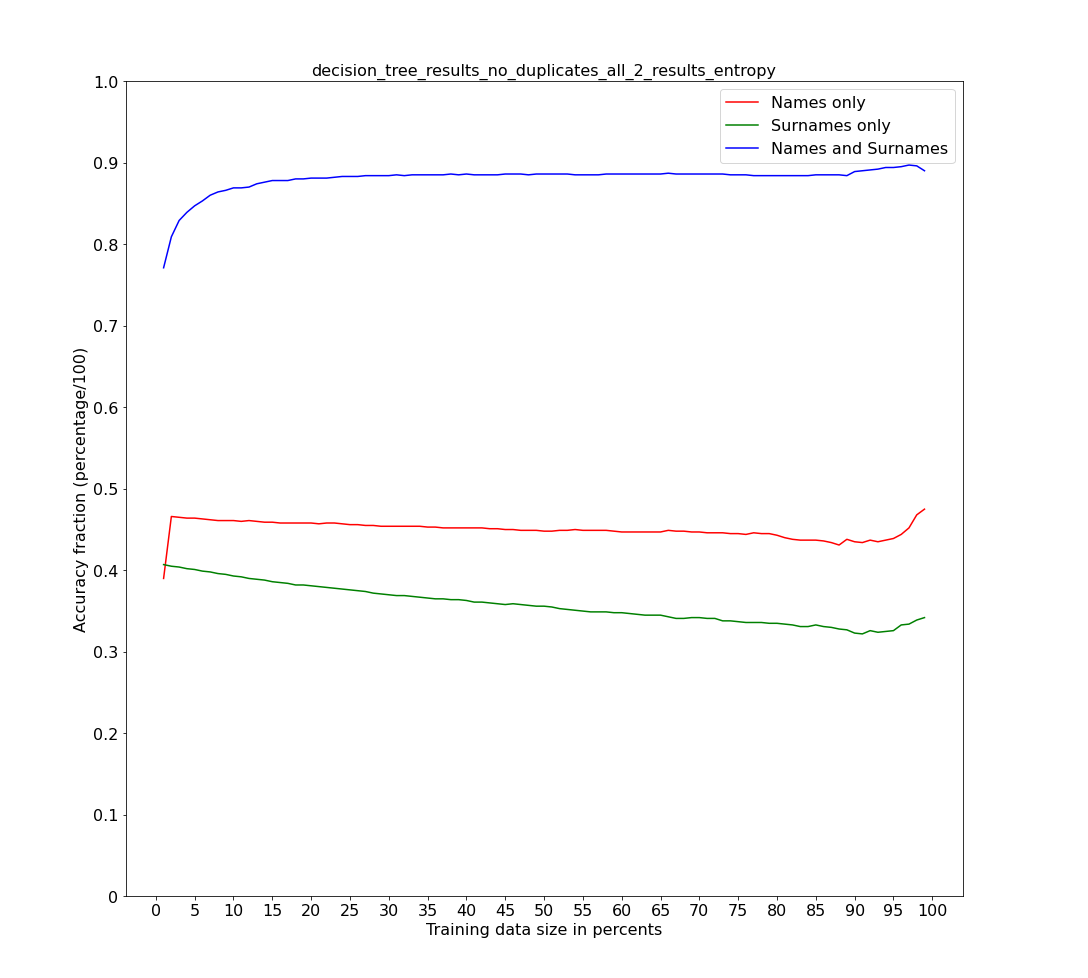 decision_tree_results_no_duplicates_all_2_results_entropy
Names only
Surnames only
Names and Surnames
Accuracy fraction (percentage/100)
1.0
0.9
0.8
0.7
0.6
0.5
0.4
0.3
0.2
0.1
0
0 5 10 15 20 25 30 35 40 45 50 55 60 65 70 75 80 85 90 95 100
Training data size in percents